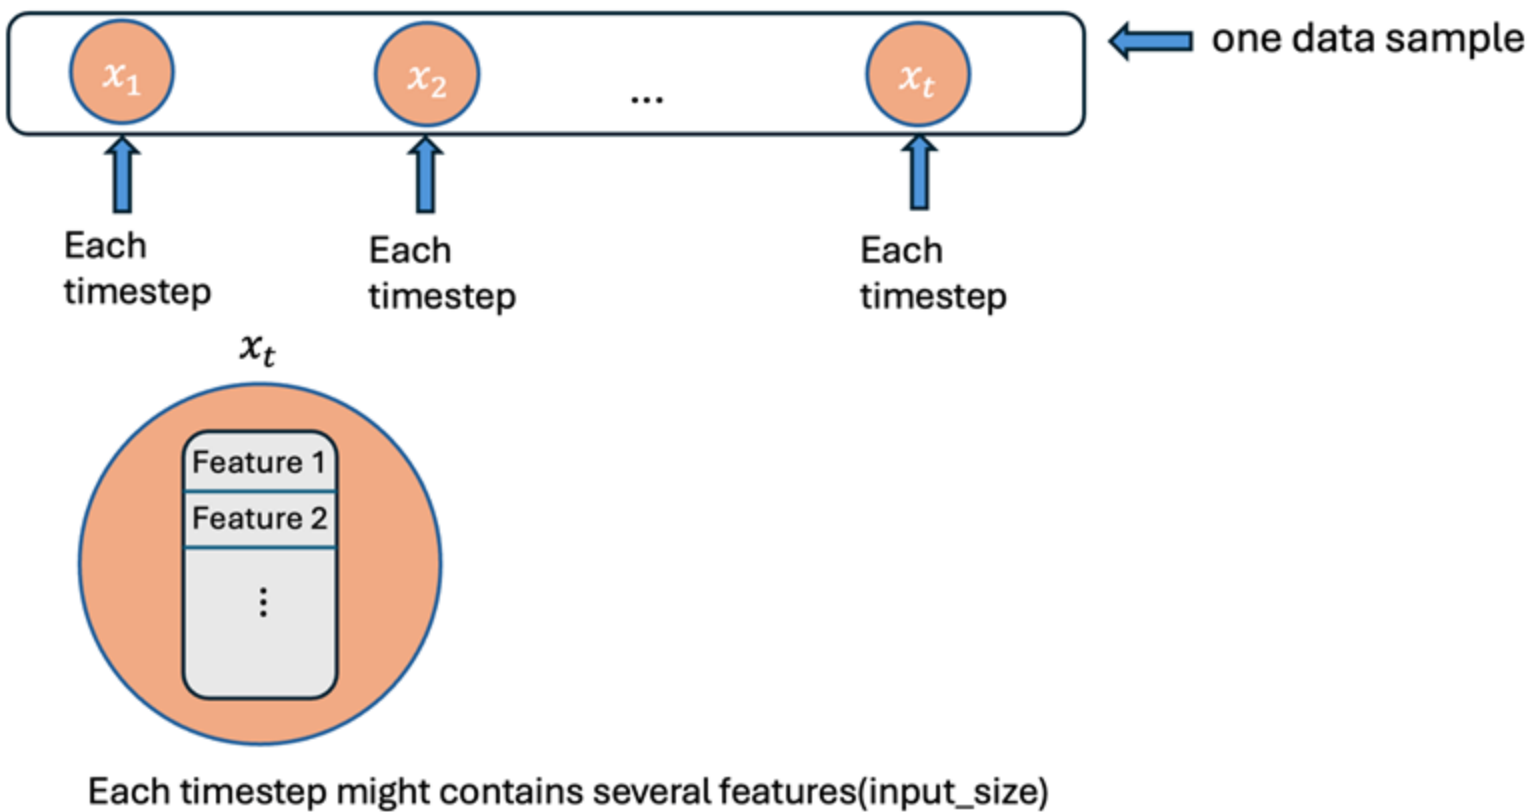 x₁
x₂
...
xₜ
one data sample
Each
timestep
Each
timestep
Each
timestep
xₜ
Feature 1
Feature 2
⋮
Each timestep might contains several features(input_size)